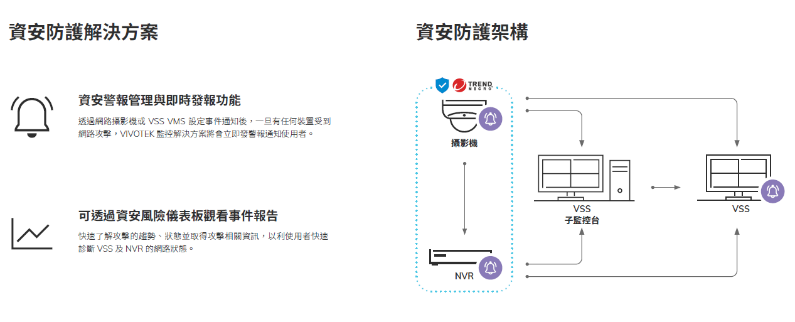 資安防護解決方案
資安警報管理與即時發報功能
透過網路攝影機或 VSS VMS 設定事件通知後，一旦有任何裝置受到
網路攻擊，VIVOTEK 監控解決方案將會立即發警報通知使用者。
可透過資安風險儀表板觀看事件報告
快速了解攻擊的趨勢、狀態並取得攻擊相關資訊，以利使用者快速
診斷 VSS 及 NVR 的網路狀態。
資安防護架構
TREND
MICRO
攝影機
VSS
子監控台
VSS
NVR